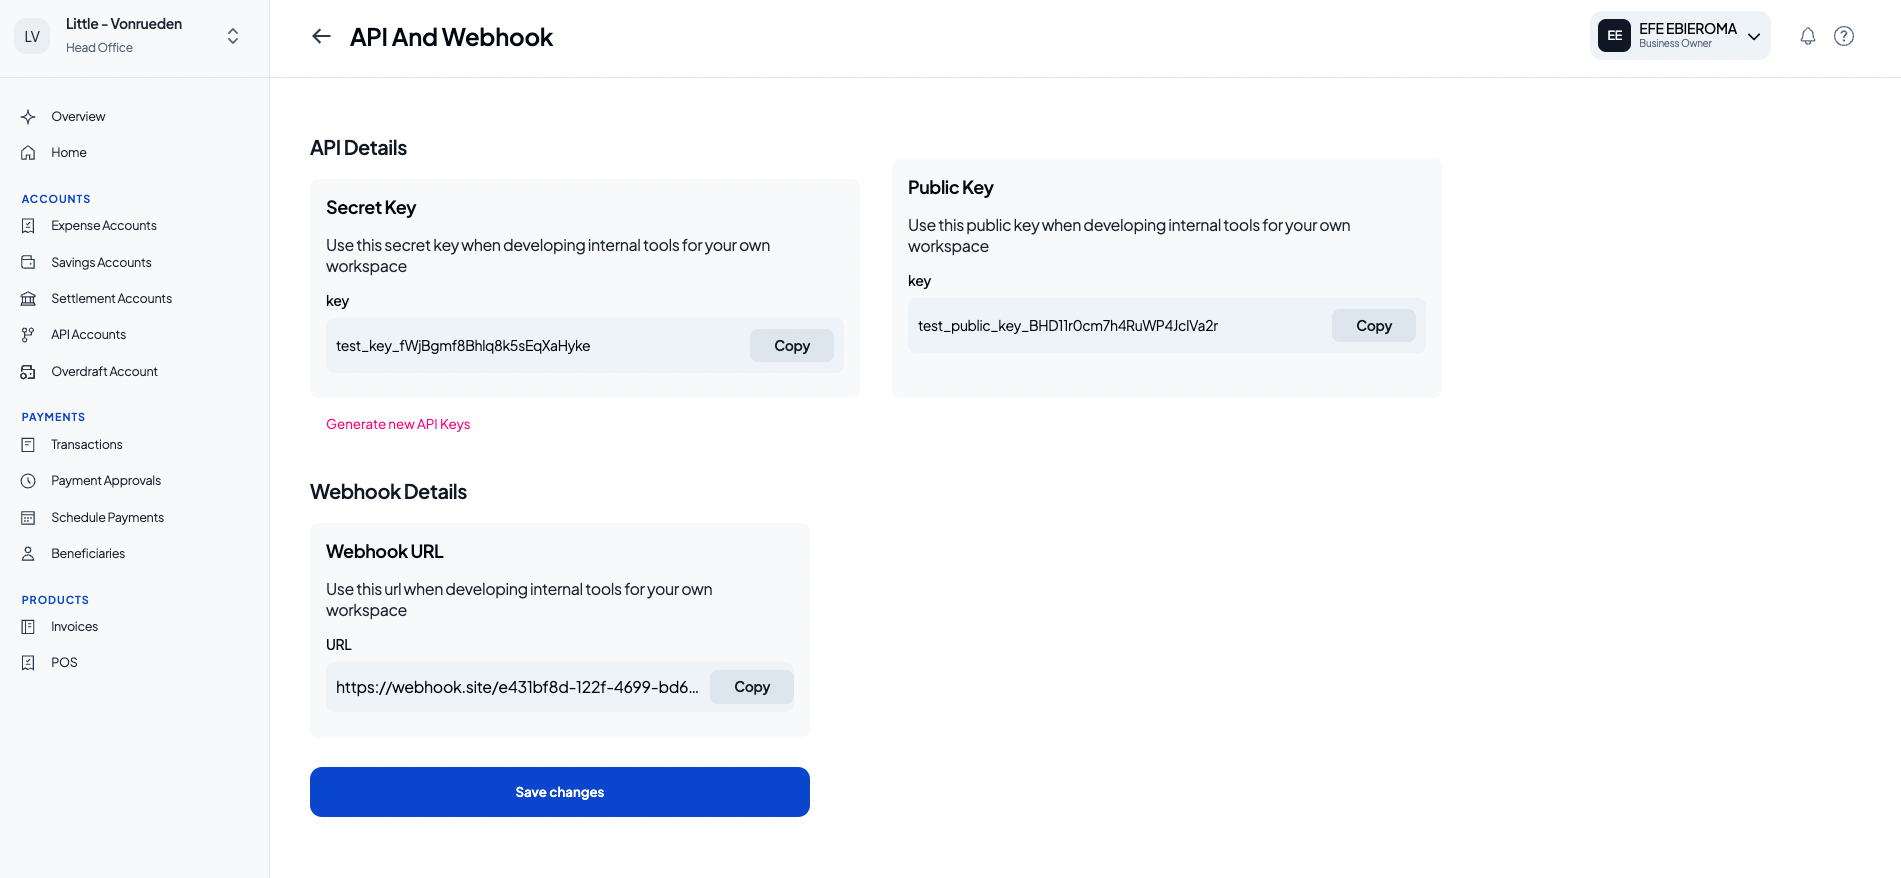 LV
Little - Vonrueden
Head Office
Overview
Home
ACCOUNTS
Expense Accounts
Savings Accounts
Settlement Accounts
API Accounts
Overdraft Account
PAYMENTS
Transactions
Payment Approvals
Schedule Payments
Beneficiaries
PRODUCTS
Invoices
POS
API And Webhook
EE
EFE EBIEROMA
Business Owner
API Details
Secret Key
Use this secret key when developing internal tools for your own
workspace
key
test_key_fWjBgmf8Bhlq8k5sEqXaHyke
Copy
Generate new API Keys
Public Key
Use this public key when developing internal tools for your own
workspace
key
test_public_key_BHD11r0cm7h4RuWP4JclVa2r
Copy
Webhook Details
Webhook URL
Use this url when developing internal tools for your own
workspace
URL
https://webhook.site/e431bf8d-122f-4699-bd6...
Copy
Save changes